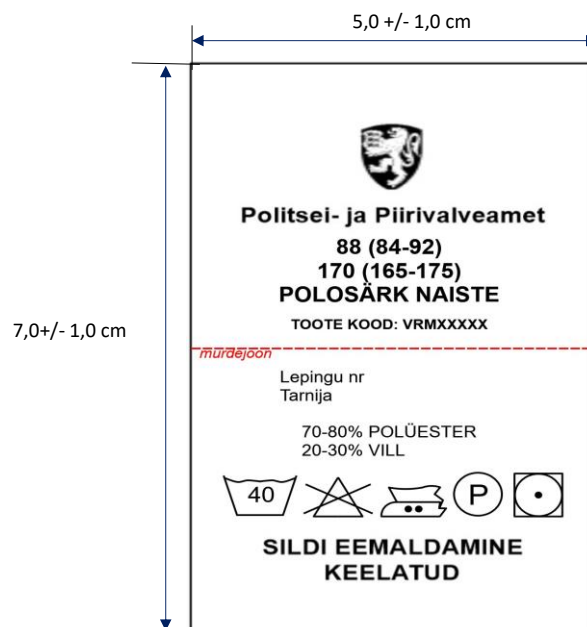 5,0 +/- 1,0 cm
Politsei- ja Piirivalveamet
88 (84-92)
170 (165-175)
POLOSÄRK NAISTE
TOOTE KOOD: VRMXXXXX
7,0+/- 1,0 cm
murdejoon
Lepingu nr
Tarnija
70-80% POLÜESTER
20-30% VILL
40
P
SILDI EEMALDAMINE
KEELATUD